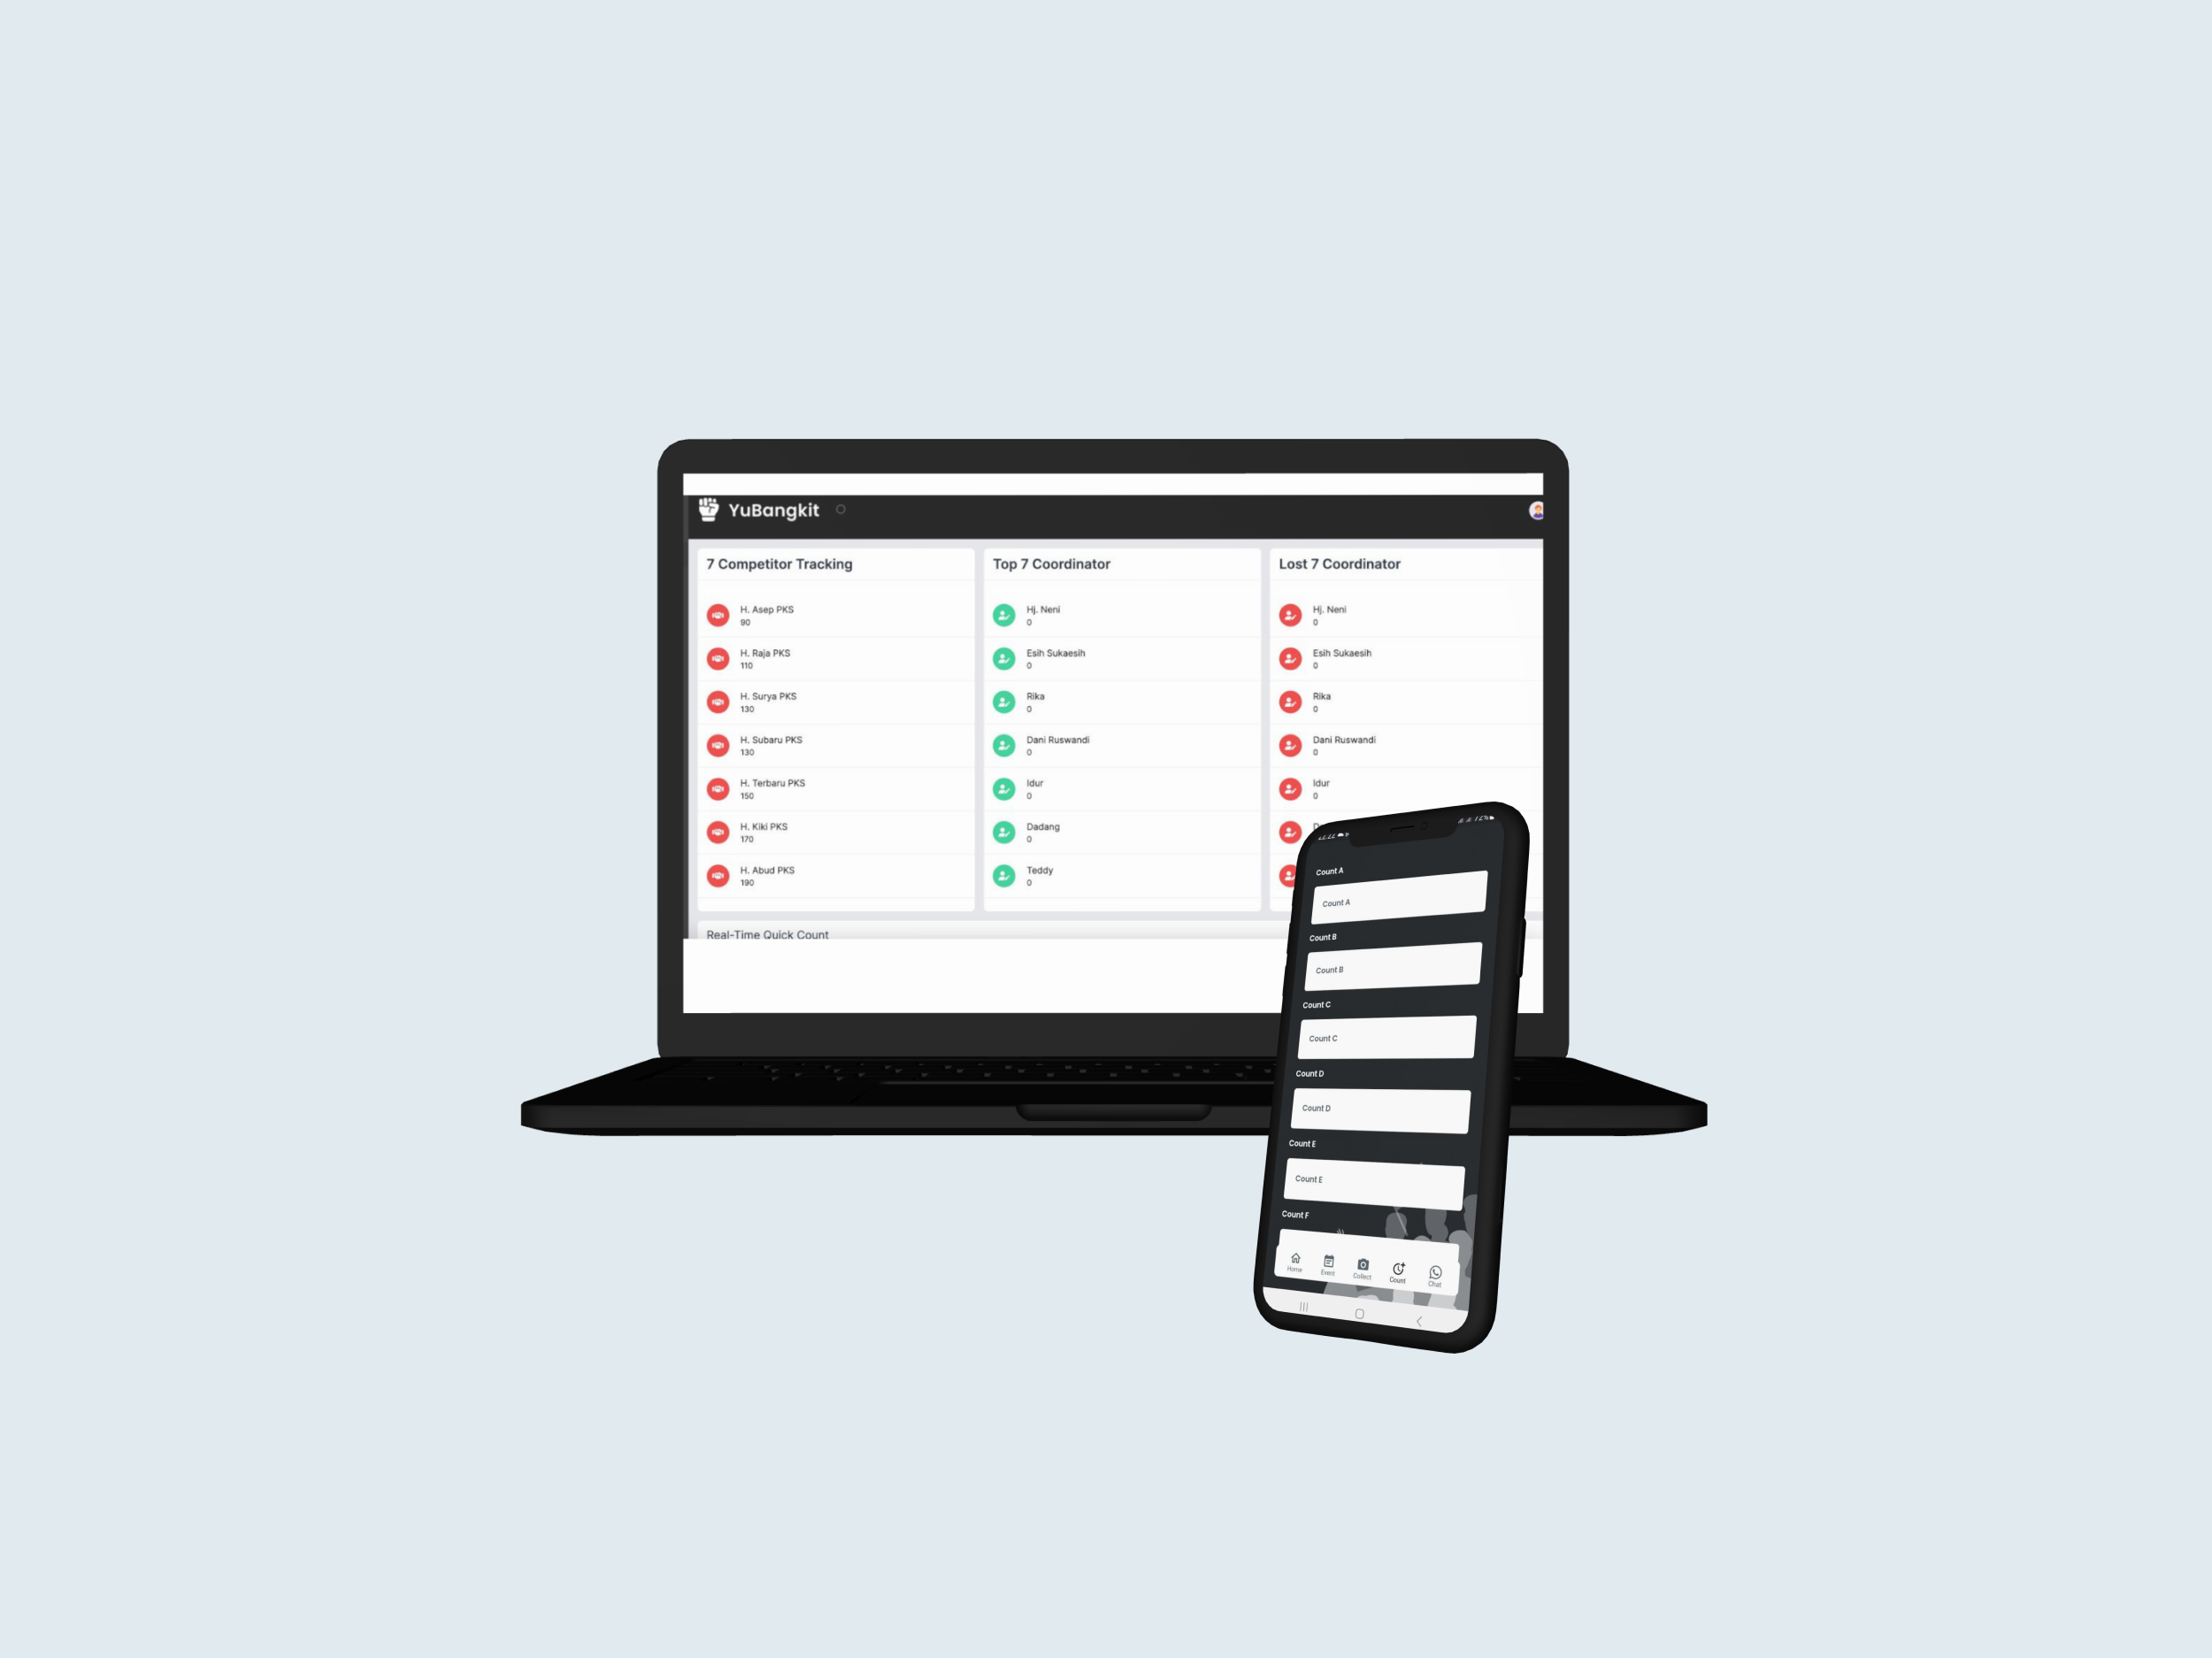 YuBangkit
7 Competitor Tracking
H. Asep PKS
90
H. Raja PKS
110
H. Surya PKS
130
H. Subaru PKS
130
H. Terbaru PKS
150
H. Kiki PKS
170
H. Abud PKS
190
Top 7 Coordinator
Hj. Neni
0
Esih Sukaesih
0
Rika
0
Dani Ruswandi
0
Idur
0
Dadang
0
Teddy
0
Lost 7 Coordinator
Hj. Neni
0
Esih Sukaesih
0
Rika
0
Dani Ruswandi
0
Idur
0
Real-Time Quick Count
Count A
Count A
Count B
Count B
Count C
Count C
Count D
Count D
Count E
Count E
Count F
Home
Event
Collect
Count
Chat